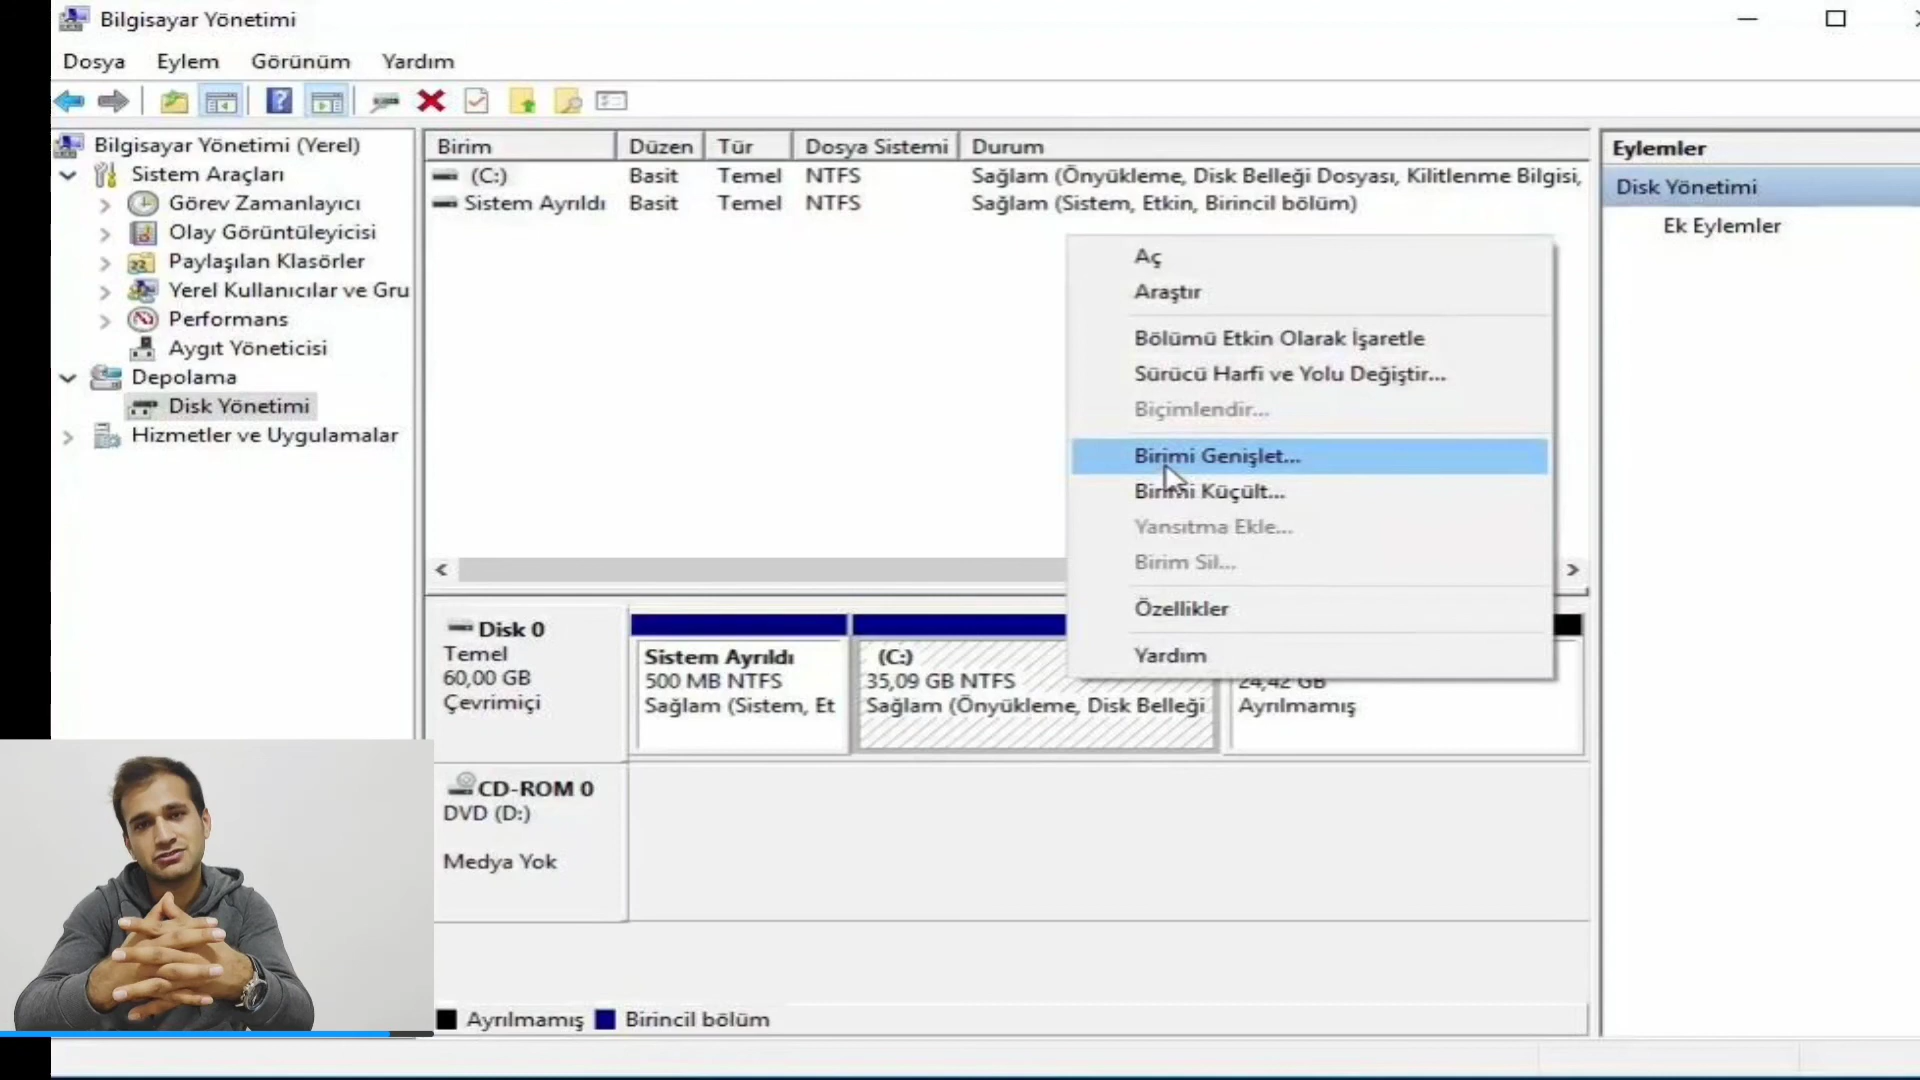 Bilgisayar Yönetimi
Dosya Eylem Görünüm Yardım
Bilgisayar Yönetimi (Yerel)
Sistem Araçları
Görev Zamanlayıcı
Olay Görüntüleyicisi
Paylaşılan Klasörler
Yerel Kullanıcılar ve Gru
Performans
Aygıt Yöneticisi
Depolama
Disk Yönetimi
Hizmetler ve Uygulamalar
Birim Düzen Tür Dosya Sistemi Durum
(C:) Basit Temel NTFS Sağlam (Önyükleme, Disk Belleği Dosyası, Kilitlenme Bilgisi,
Sistem Ayrıldı Basit Temel NTFS Sağlam (Sistem, Etkin, Birincil bölüm)
Aç
Araştır
Bölümü Etkin Olarak İşaretle
Sürücü Harfi ve Yolu Değiştir...
Biçimlendir...
Birimi Genişlet...
Birimi Küçült...
Yansıtma Ekle...
Birim Sil...
Özellikler
Yardım
Disk 0
Temel
60,00 GB
Çevrimiçi
Sistem Ayrıldı
500 MB NTFS
Sağlam (Sistem, Et
(C:)
35,09 GB NTFS
Sağlam (Önyükleme, Disk Belleği
24,42 GB
Ayrılmamış
CD-ROM 0
DVD (D:)
Medya Yok
Ayrılmamış Birincil bölüm
Eylemler
Disk Yönetimi
Ek Eylemler